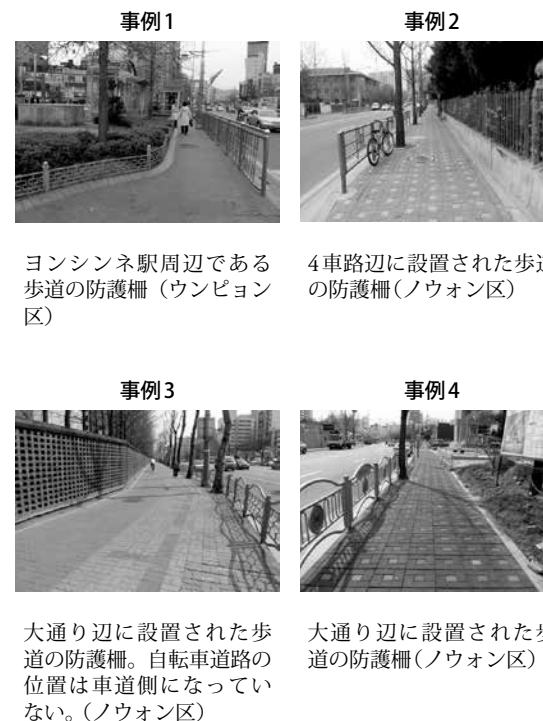 事例1
ヨンシンネ駅周辺である
歩道の防護柵（ウンピョン
区）
事例2
4車路辺に設置された歩道
の防護柵(ノウォン区)
事例3
大通り辺に設置された歩
道の防護柵。自転車道路の
位置は車道側になってい
ない。(ノウォン区)
事例4
大通り辺に設置された歩
道の防護柵(ノウォン区)